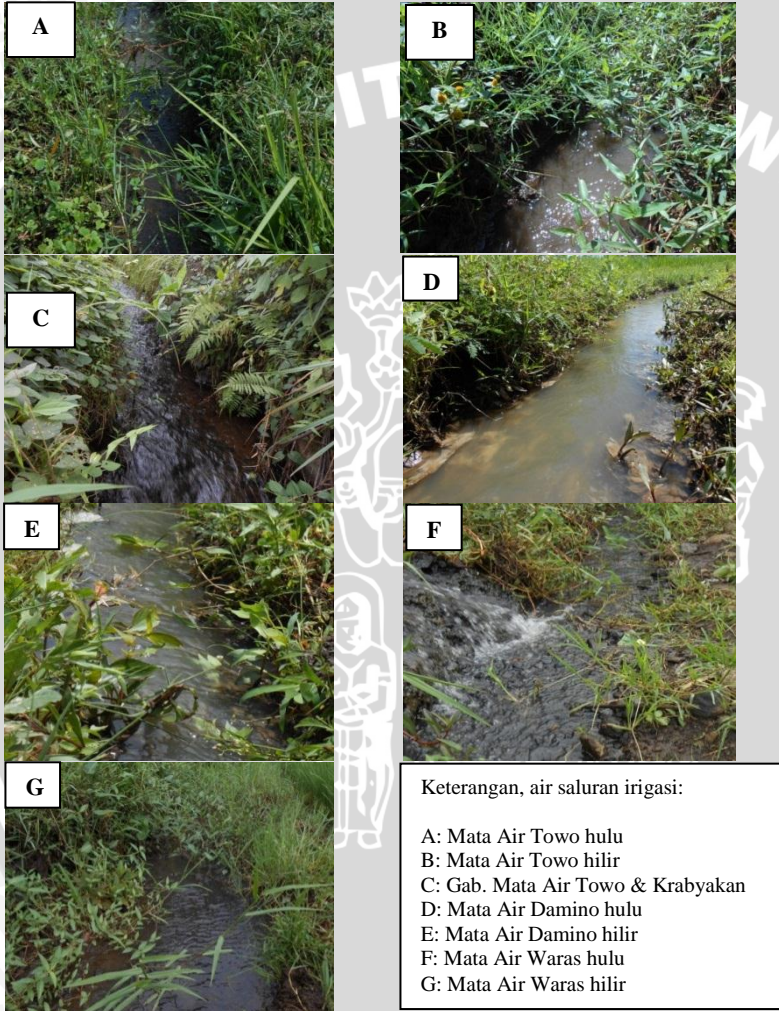 A
B
C
D
E
F
G
Keterangan, air saluran irigasi:
A: Mata Air Towo hulu
B: Mata Air Towo hilir
C: Gab. Mata Air Towo & Krabyakan
D: Mata Air Damino hulu
E: Mata Air Damino hilir
F: Mata Air Waras hulu
G: Mata Air Waras hilir